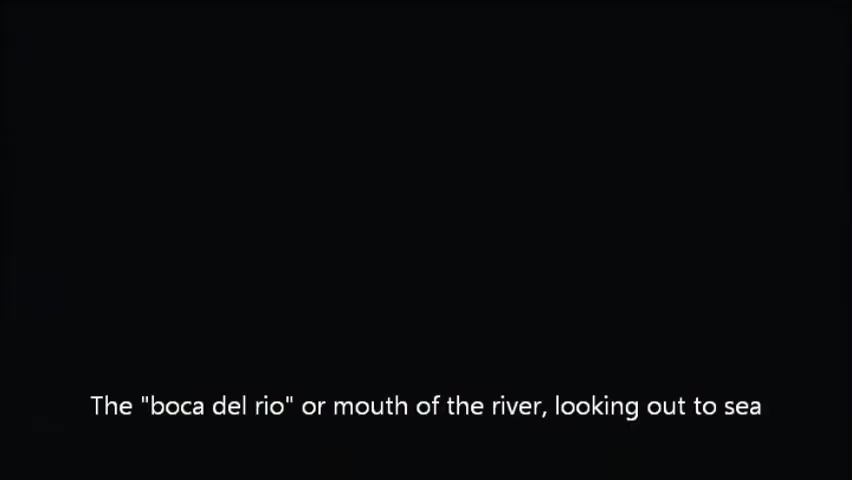 The "boca del rio" or mouth of the river, looking out to sea